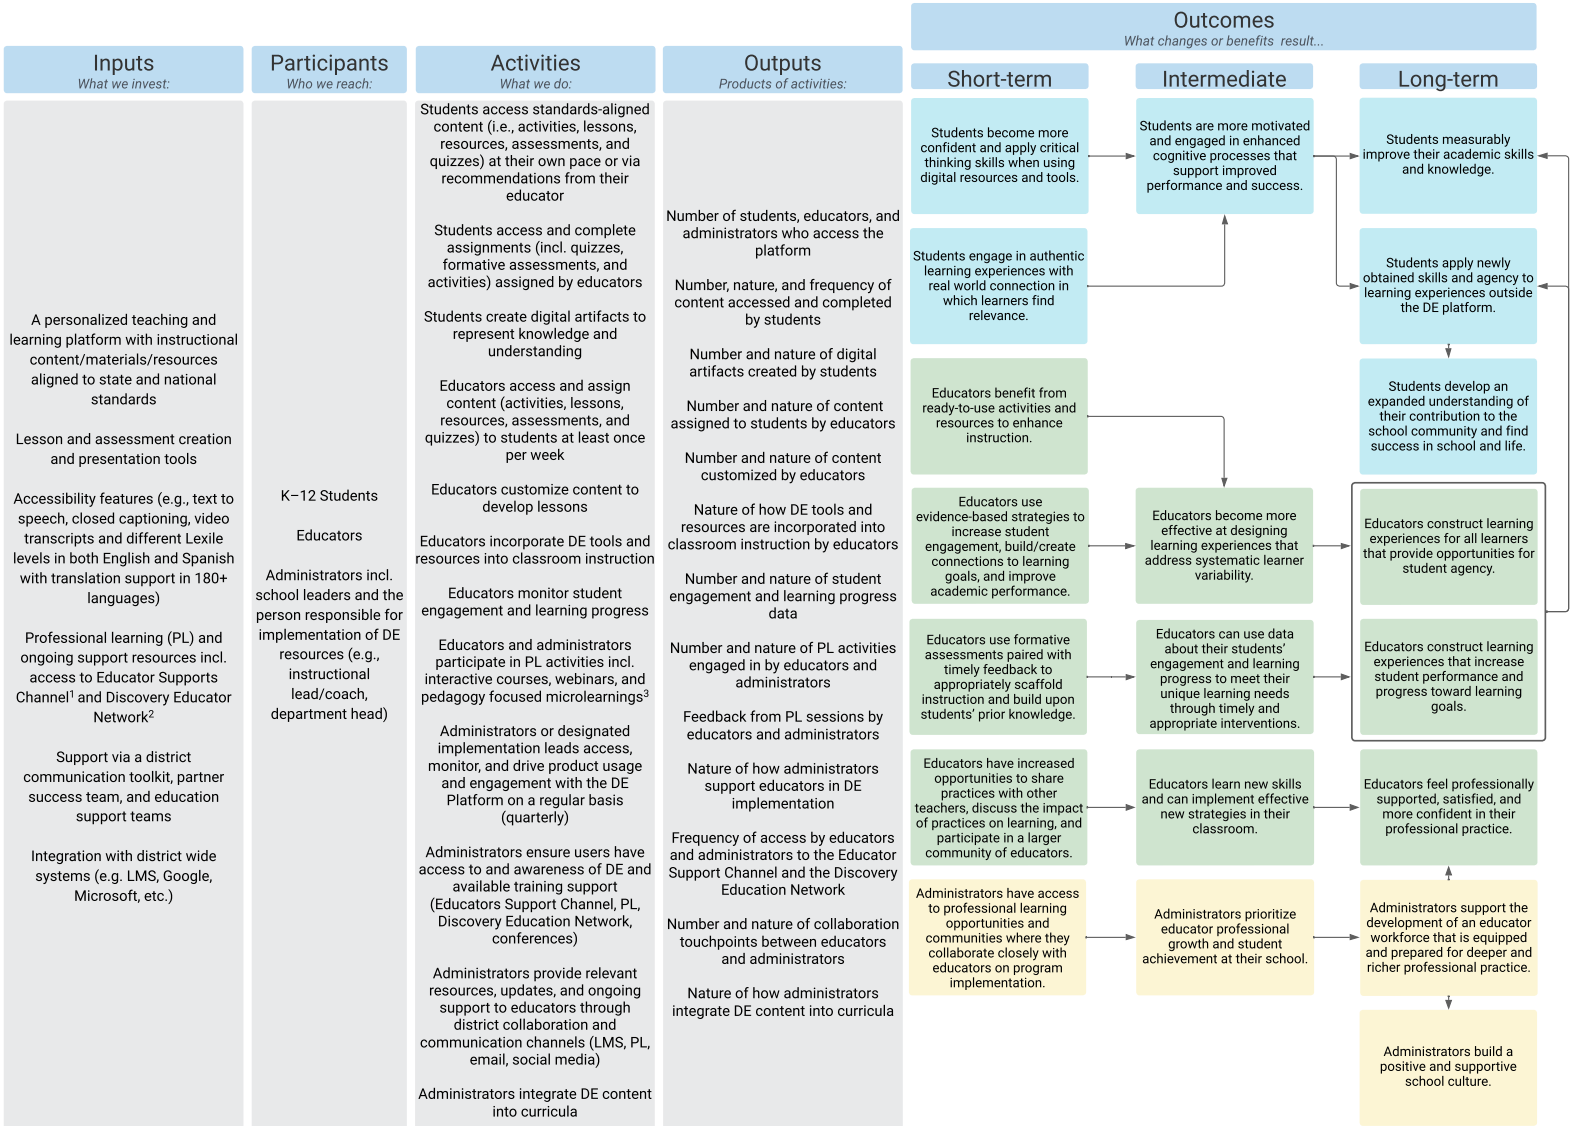 Outcomes
What changes or benefits result...
Inputs
What we invest:
Participants
Who we reach:
Activities
What we do:
Outputs
Products of activities:
Short-term
Intermediate
Long-term
A personalized teaching and
learning platform with instructional
content/materials/resources
aligned to state and national
standards
Lesson and assessment creation
and presentation tools
Accessibility features (e.g., text to
speech, closed captioning, video
transcripts and different Lexile
levels in both English and Spanish
with translation support in 180+
languages)
Professional learning (PL) and
ongoing support resources incl.
access to Educator Supports
Channel¹ and Discovery Educator
Network²
Support via a district
communication toolkit, partner
success team, and education
support teams
Integration with district wide
systems (e.g. LMS, Google,
Microsoft, etc.)
K–12 Students
Educators
Administrators incl.
school leaders and the
person responsible for
implementation of DE
resources (e.g.,
instructional
lead/coach,
department head)
Students access standards-aligned
content (i.e., activities, lessons,
resources, assessments, and
quizzes) at their own pace or via
recommendations from their
educator
Students access and complete
assignments (incl. quizzes,
formative assessments, and
activities) assigned by educators
Students create digital artifacts to
represent knowledge and
understanding
Educators access and assign
content (activities, lessons,
resources, assessments, and
quizzes) to students at least once
per week
Educators customize content to
develop lessons
Educators incorporate DE tools and
resources into classroom instruction
Educators monitor student
engagement and learning progress
Educators and administrators
participate in PL activities incl.
interactive courses, webinars, and
pedagogy focused microlearnings³
Administrators or designated
implementation leads access,
monitor, and drive product usage
and engagement with the DE
Platform on a regular basis
(quarterly)
Administrators ensure users have
access to and awareness of DE and
available training support
(Educators Support Channel, PL,
Discovery Education Network,
conferences)
Administrators provide relevant
resources, updates, and ongoing
support to educators through
district collaboration and
communication channels (LMS, PL,
email, social media)
Administrators integrate DE content
into curricula
Number of students, educators, and
administrators who access the
platform
Number, nature, and frequency of
content accessed and completed
by students
Number and nature of digital
artifacts created by students
Number and nature of content
assigned to students by educators
Number and nature of content
customized by educators
Nature of how DE tools and
resources are incorporated into
classroom instruction by educators
Number and nature of student
engagement and learning progress
data
Number and nature of PL activities
engaged in by educators and
administrators
Feedback from PL sessions by
educators and administrators
Nature of how administrators
support educators in DE
implementation
Frequency of access by educators
and administrators to the Educator
Support Channel and the Discovery
Education Network
Number and nature of collaboration
touchpoints between educators
and administrators
Nature of how administrators
integrate DE content into curricula
Students become more
confident and apply critical
thinking skills when using
digital resources and tools.
Students are more motivated
and engaged in enhanced
cognitive processes that
support improved
performance and success.
Students measurably
improve their academic skills
and knowledge.
Students engage in authentic
learning experiences with
real world connection in
which learners find
relevance.
Students apply newly
obtained skills and agency to
learning experiences outside
the DE platform.
Educators benefit from
ready-to-use activities and
resources to enhance
instruction.
Students develop an
expanded understanding of
their contribution to the
school community and find
success in school and life.
Educators use
evidence-based strategies to
increase student
engagement, build/create
connections to learning
goals, and improve
academic performance.
Educators become more
effective at designing
learning experiences that
address systematic learner
variability.
Educators construct learning
experiences for all learners
that provide opportunities for
student agency.
Educators use formative
assessments paired with
timely feedback to
appropriately scaffold
instruction and build upon
students' prior knowledge.
Educators can use data
about their students'
engagement and learning
progress to meet their
unique learning needs
through timely and
appropriate interventions.
Educators construct learning
experiences that increase
student performance and
progress toward learning
goals.
Educators have increased
opportunities to share
practices with other
teachers, discuss the impact
of practices on learning, and
participate in a larger
community of educators.
Educators learn new skills
and can implement effective
new strategies in their
classroom.
Educators feel professionally
supported, satisfied, and
more confident in their
professional practice.
Administrators have access
to professional learning
opportunities and
communities where they
collaborate closely with
educators on program
implementation.
Administrators prioritize
educator professional
growth and student
achievement at their school.
Administrators support the
development of an educator
workforce that is equipped
and prepared for deeper and
richer professional practice.
Administrators build a
positive and supportive
school culture.